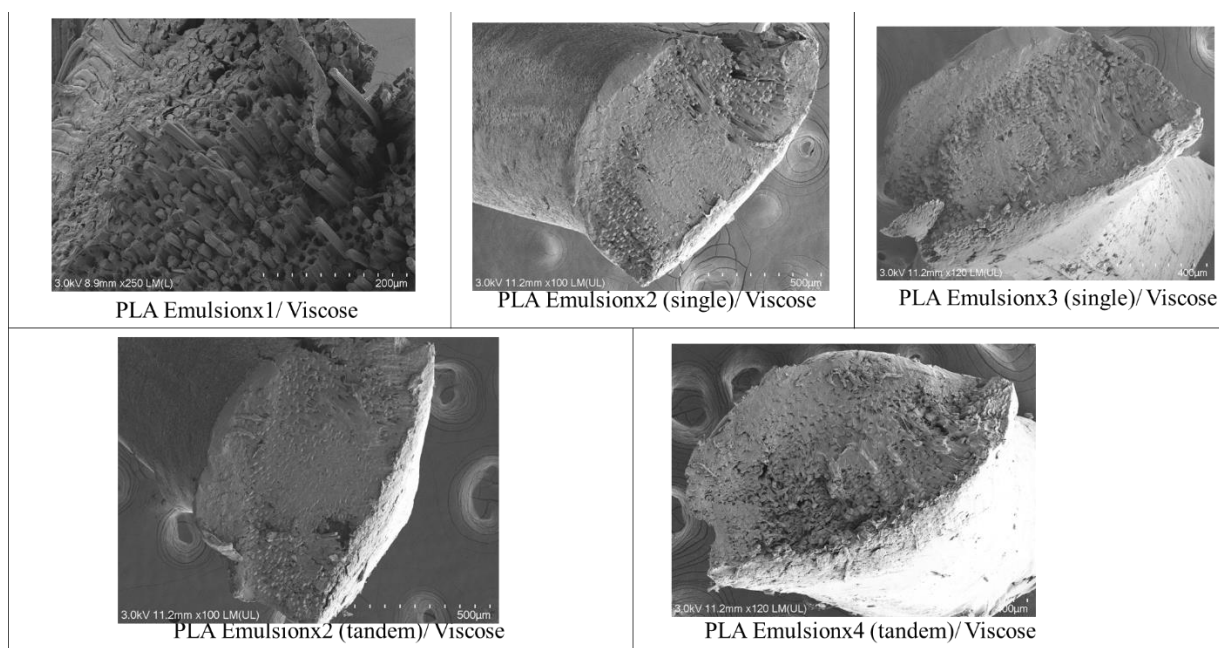 3.0kV 8.9mm x250 LM(L)
200µm
PLA Emulsionx1/ Viscose
3.0kV 11.2mm x100 LM(UL)
500µm
PLA Emulsionx2 (single)/ Viscose
3.0kV 11.2mm x120 LM(UL)
400µm
PLA Emulsionx3 (single)/ Viscose
3.0kV 11.2mm x100 LM(UL)
500µm
PLA Emulsionx2 (tandem)/ Viscose
3.0kV 11.2mm x120 LM(UL)
400µm
PLA Emulsionx4 (tandem)/ Viscose